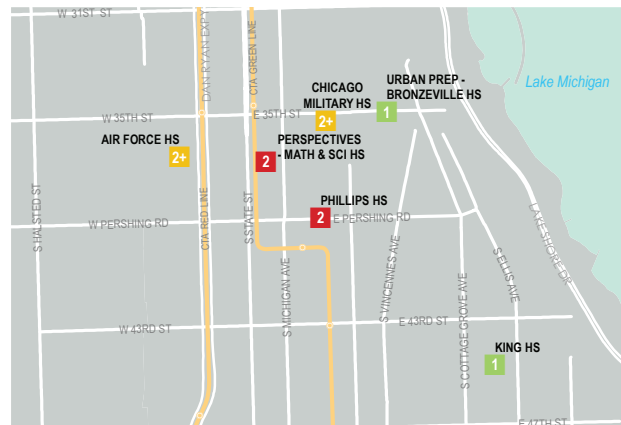 W 31ST ST
DAN RYAN EXPY
CTA GREEN LINE
Lake Michigan
URBAN PREP -
BRONZEVILLE HS
1
CHICAGO
MILITARY HS
2+
W 35TH ST
E 35TH ST
AIR FORCE HS
2+
PERSPECTIVES
- MATH & SCI HS
2
PHILLIPS HS
2
W PERSHING RD
E PERSHING RD
S HALSTED ST
CTA RED LINE
S STATE ST
S MICHIGAN AVE
S VINCENNES AVE
S COTTAGE GROVE AVE
S ELLIS AVE
LAKE SHORE DR
W 43RD ST
E 43RD ST
KING HS
1
E 47TH ST